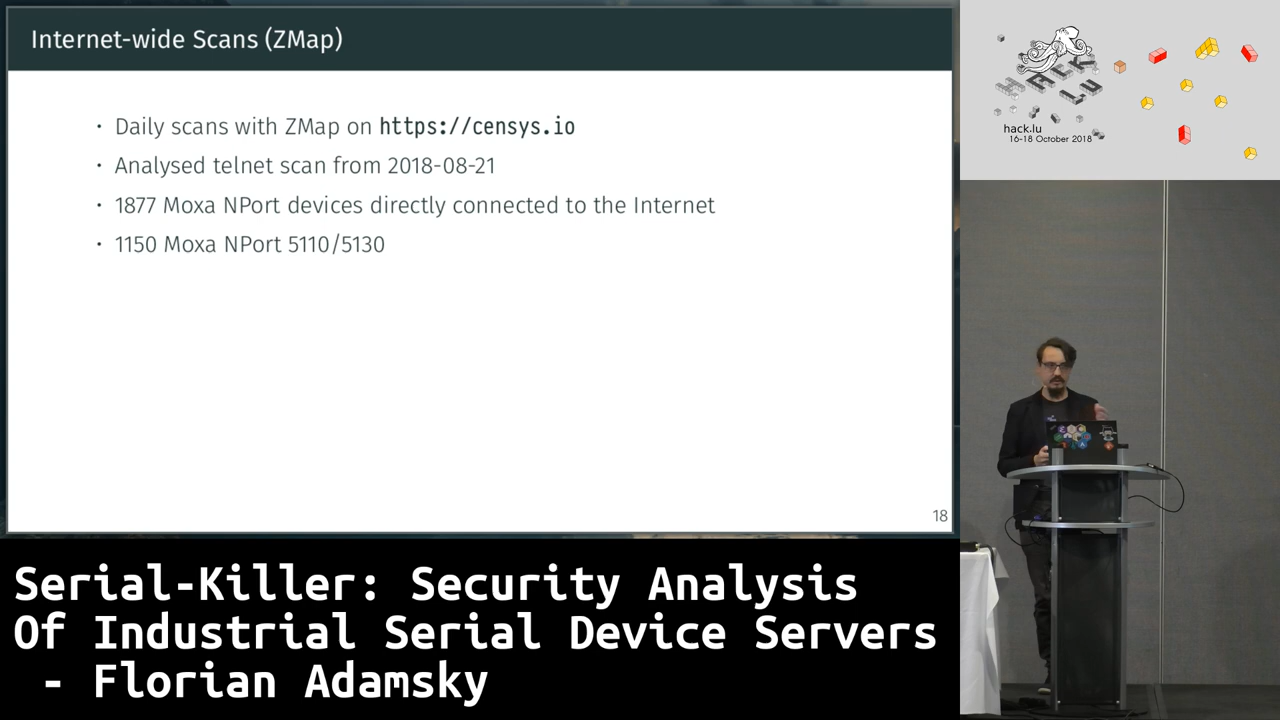 Internet-wide Scans (ZMap)
• Daily scans with ZMap on https://censys.io
• Analysed telnet scan from 2018-08-21
• 1877 Moxa NPort devices directly connected to the Internet
• 1150 Moxa NPort 5110/5130
18
HACK
LU
hack.lu
16-18 October 2018
Serial-Killer: Security Analysis
Of Industrial Serial Device Servers
- Florian Adamsky